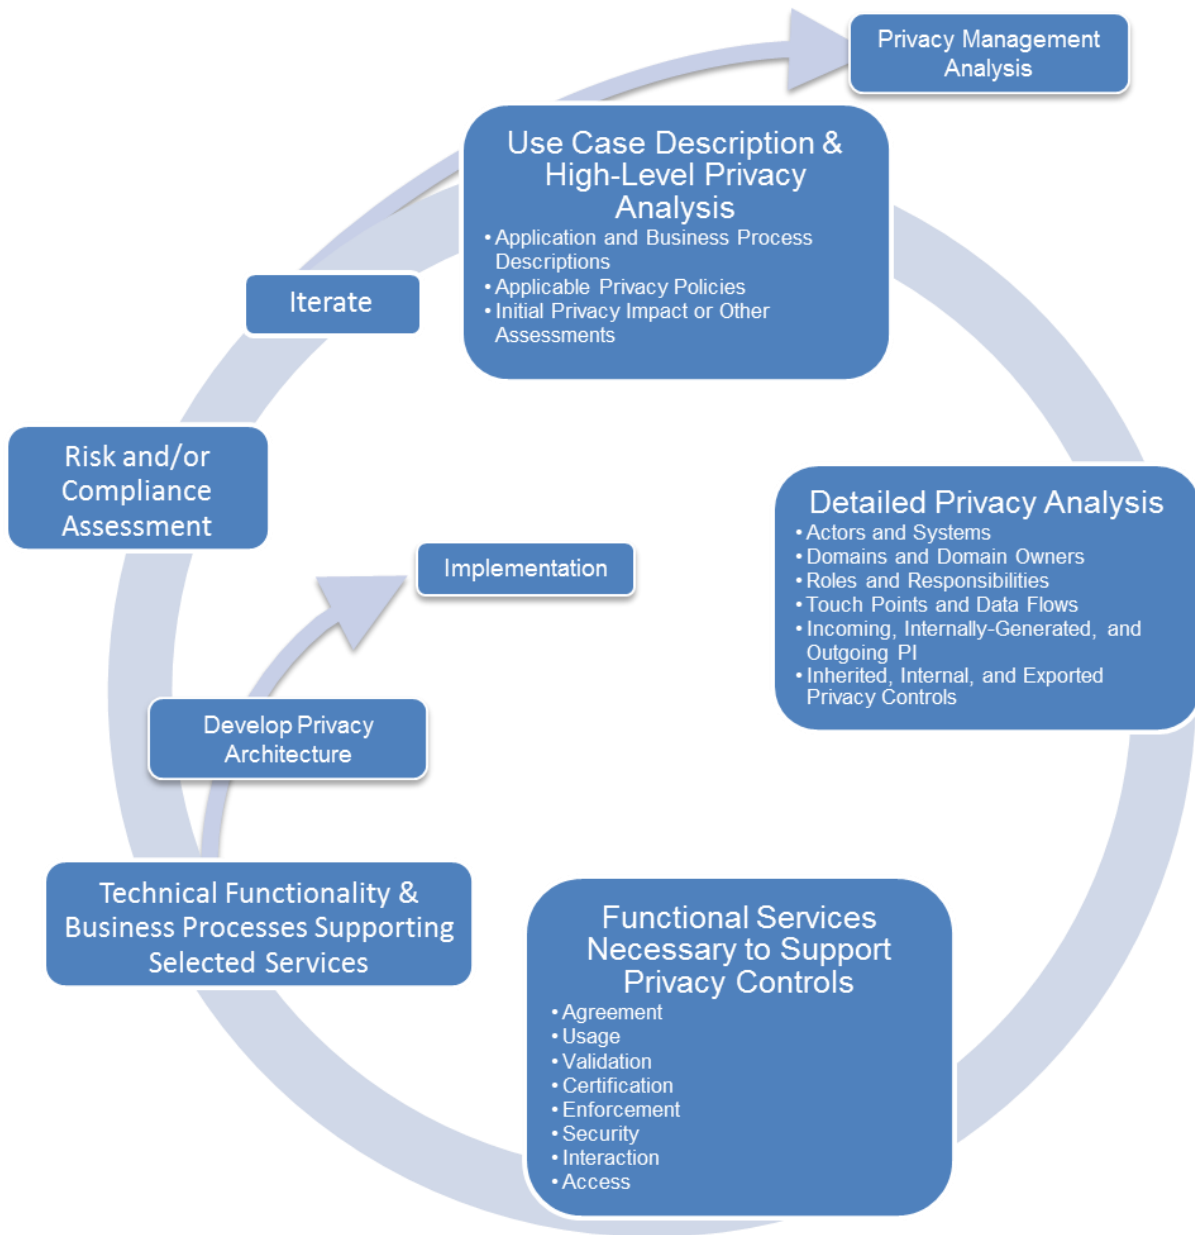 Privacy Management
Analysis
Use Case Description &
High-Level Privacy
Analysis
• Application and Business Process
Descriptions
• Applicable Privacy Policies
• Initial Privacy Impact or Other
Assessments
Iterate
Risk and/or
Compliance
Assessment
Detailed Privacy Analysis
• Actors and Systems
• Domains and Domain Owners
• Roles and Responsibilities
• Touch Points and Data Flows
• Incoming, Internally-Generated, and
Outgoing PI
• Inherited, Internal, and Exported
Privacy Controls
Implementation
Develop Privacy
Architecture
Technical Functionality &
Business Processes Supporting
Selected Services
Functional Services
Necessary to Support
Privacy Controls
• Agreement
• Usage
• Validation
• Certification
• Enforcement
• Security
• Interaction
• Access